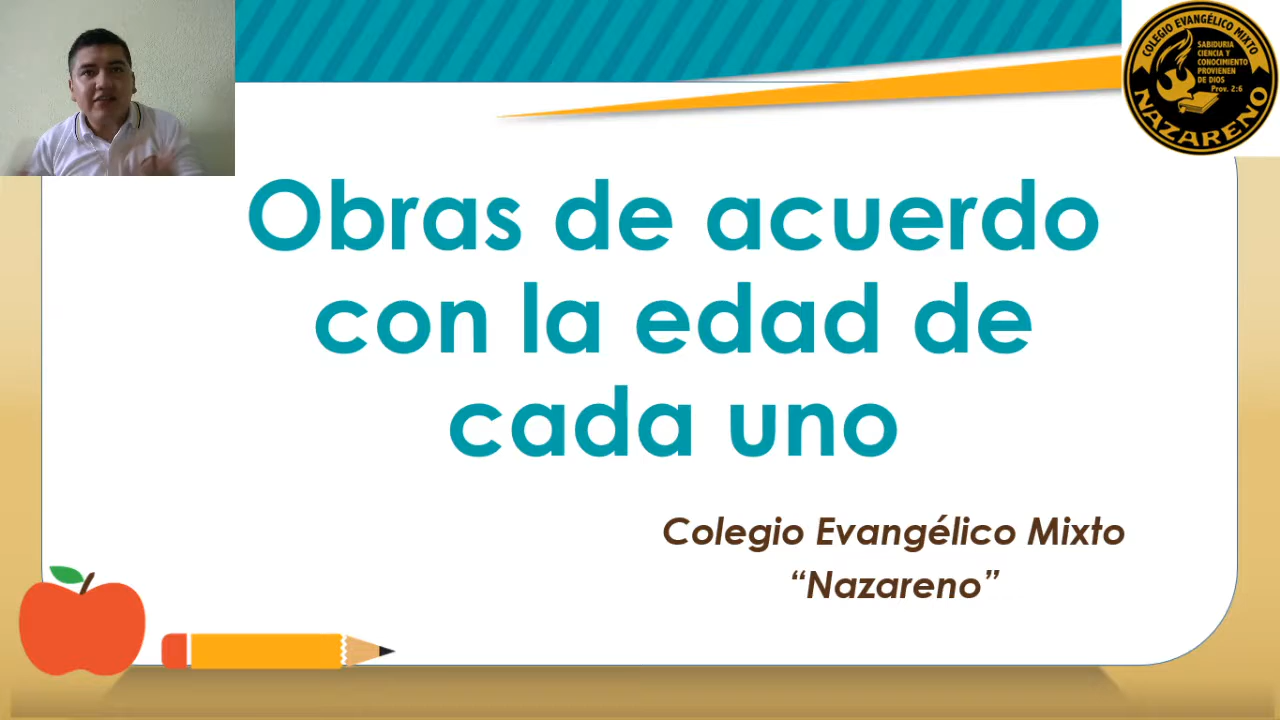 COLEGIO EVANGÉLICO MIXTO
SABIDURIA
CIENCIA Y
CONOCIMIENTO
PROVIENEN
DE DIOS
Prov. 2:6
NAZARENO
Obras de acuerdo
con la edad de
cada uno
Colegio Evangélico Mixto
“Nazareno”